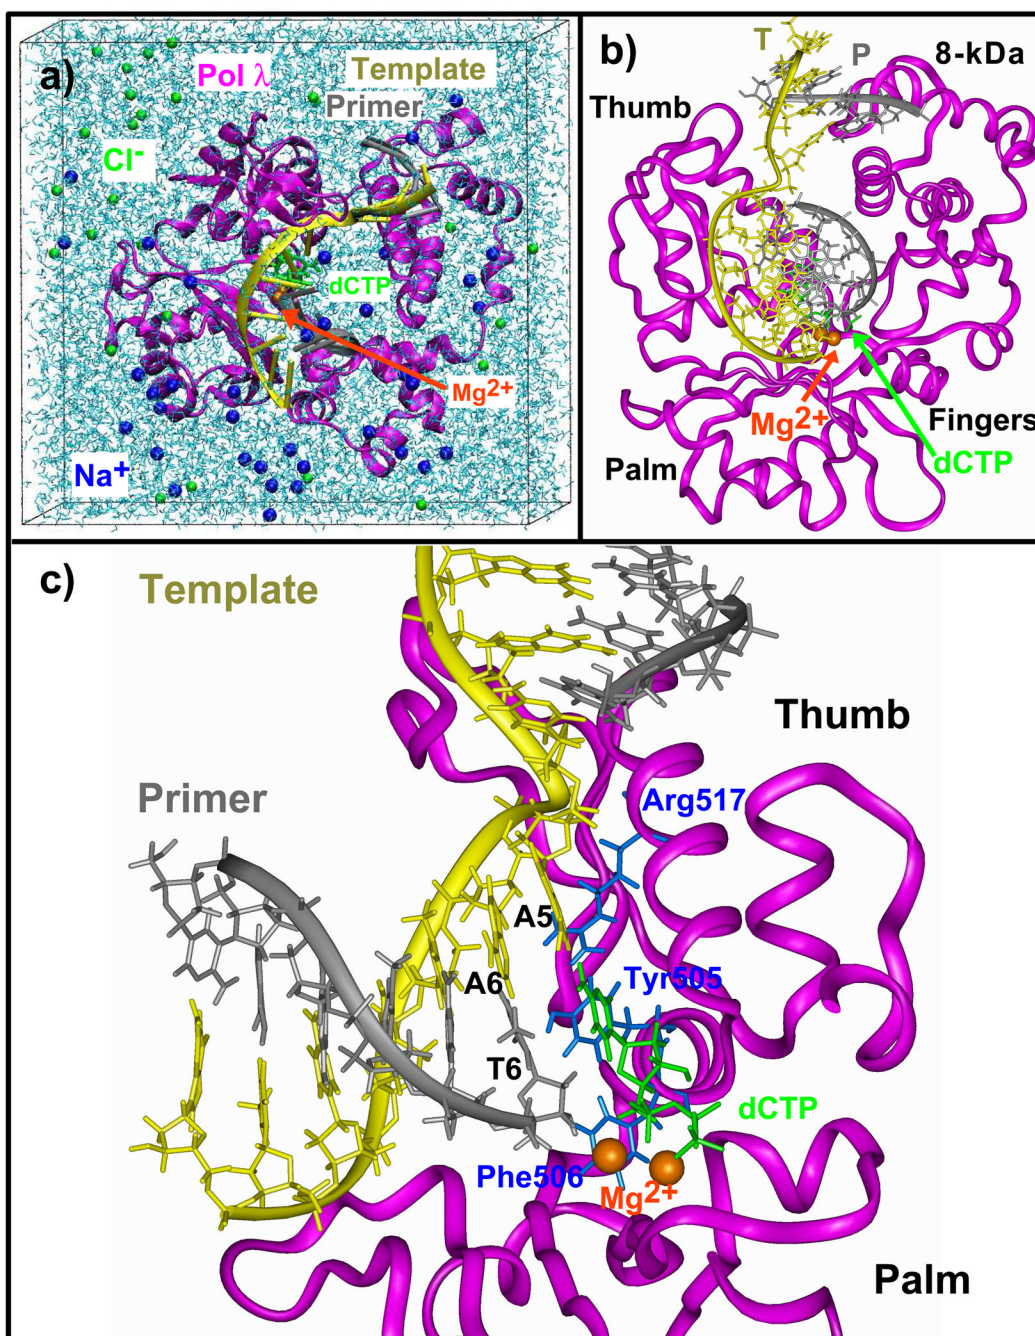 a)
Pol λ
Template
Primer
Cl-
dCTP
Mg2+
Na+
b)
T
P
8-kDa
Thumb
Mg2+
Fingers
Palm
dCTP
c)
Template
Thumb
Primer
Arg517
A5
A6
Tyr505
T6
dCTP
Phe506
Mg2+
Palm